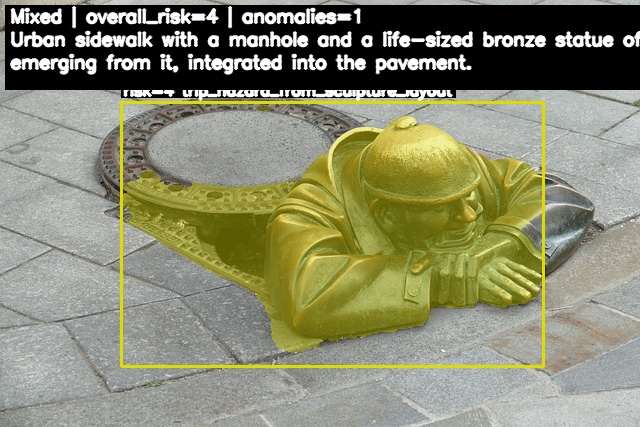 Mixed | overall_risk=4 | anomalies=1
Urban sidewalk with a manhole and a life-sized bronze statue of
emerging from it, integrated into the pavement.
risk=4 trip_hazard_from_sculpture_layout